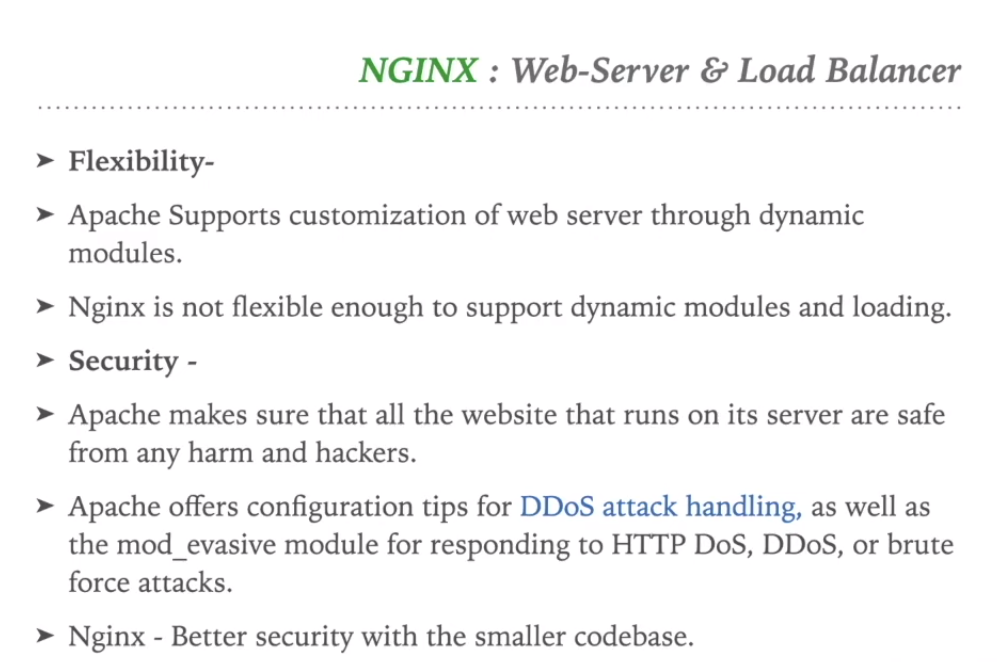 NGINX : Web-Server & Load Balancer
➤ Flexibility-
➤ Apache Supports customization of web server through dynamic
modules.
➤ Nginx is not flexible enough to support dynamic modules and loading.
➤ Security -
➤ Apache makes sure that all the website that runs on its server are safe
from any harm and hackers.
➤ Apache offers configuration tips for DDoS attack handling, as well as
the mod_evasive module for responding to HTTP DoS, DDoS, or brute
force attacks.
➤ Nginx - Better security with the smaller codebase.